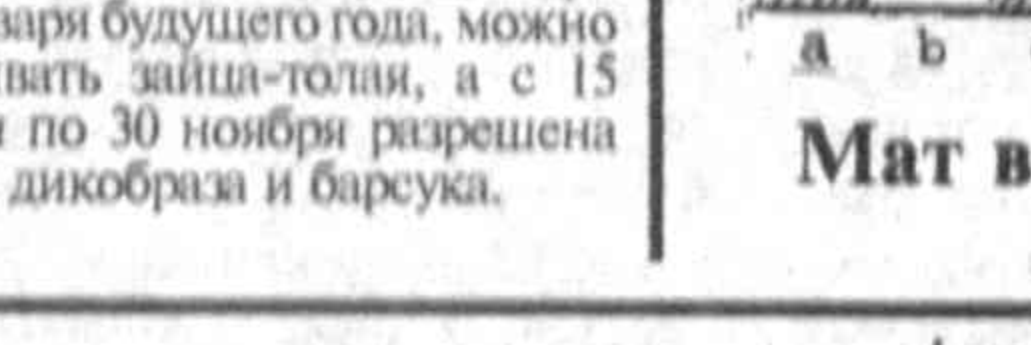 варя будущего года, можно
вать зайца-толая, а с 15
по 30 ноября разрешена
дикобраза и барсука.
a b
Мат в